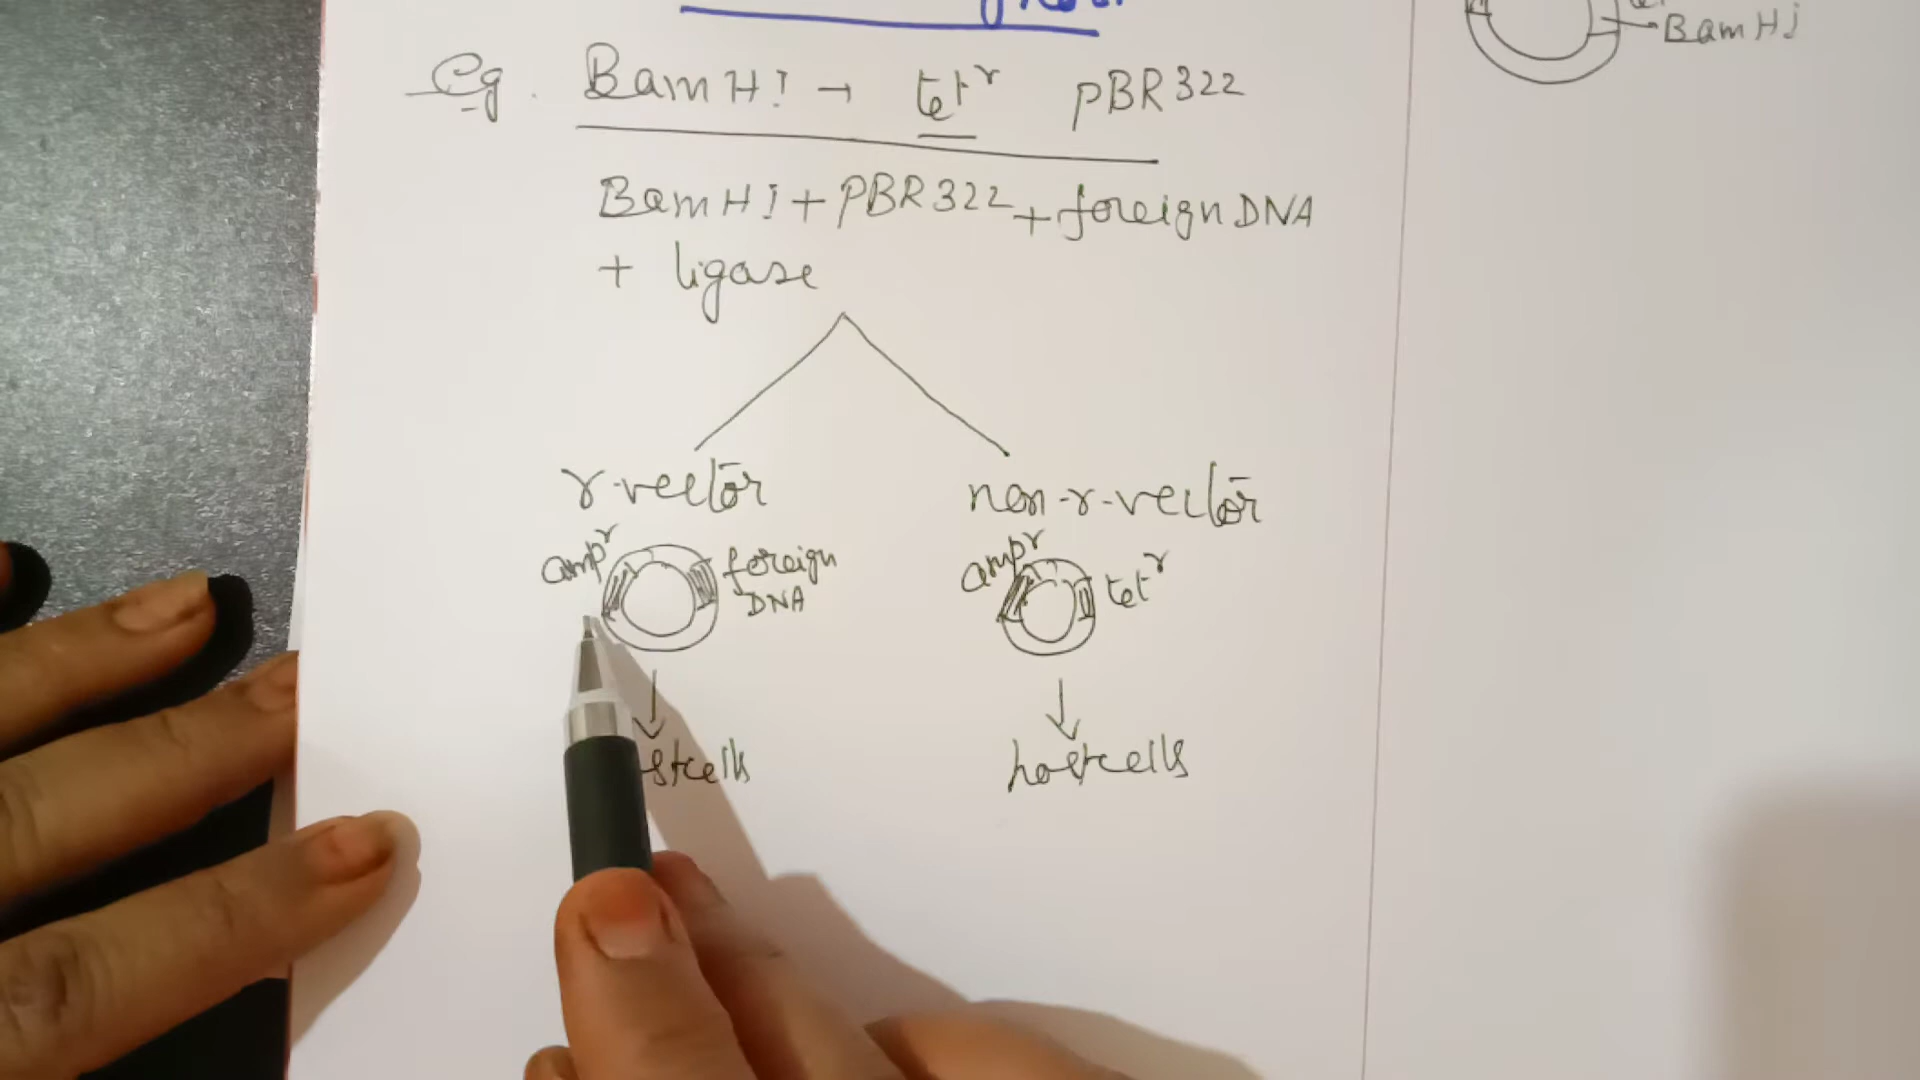 Eg. BamHI → tetʳ pBR322
BamHI + PBR322 + foreign DNA
+ ligase
r-vector
non-r-vector
ampʳ
foreign
DNA
ampʳ
tetʳ
hostcells
BamHI